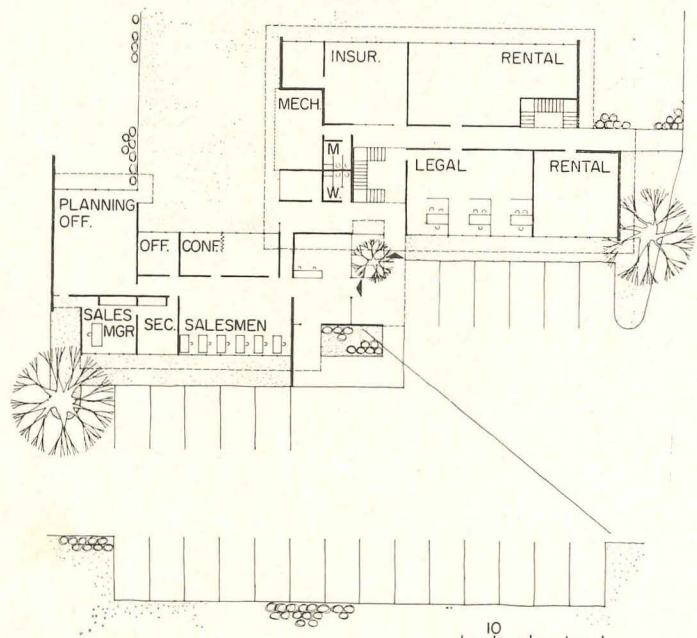 INSUR.
RENTAL
MECH.
M
W.
LEGAL
RENTAL
PLANNING
OFF.
OFF.
CONF.
SALES
MGR
SEC.
SALESMEN
10